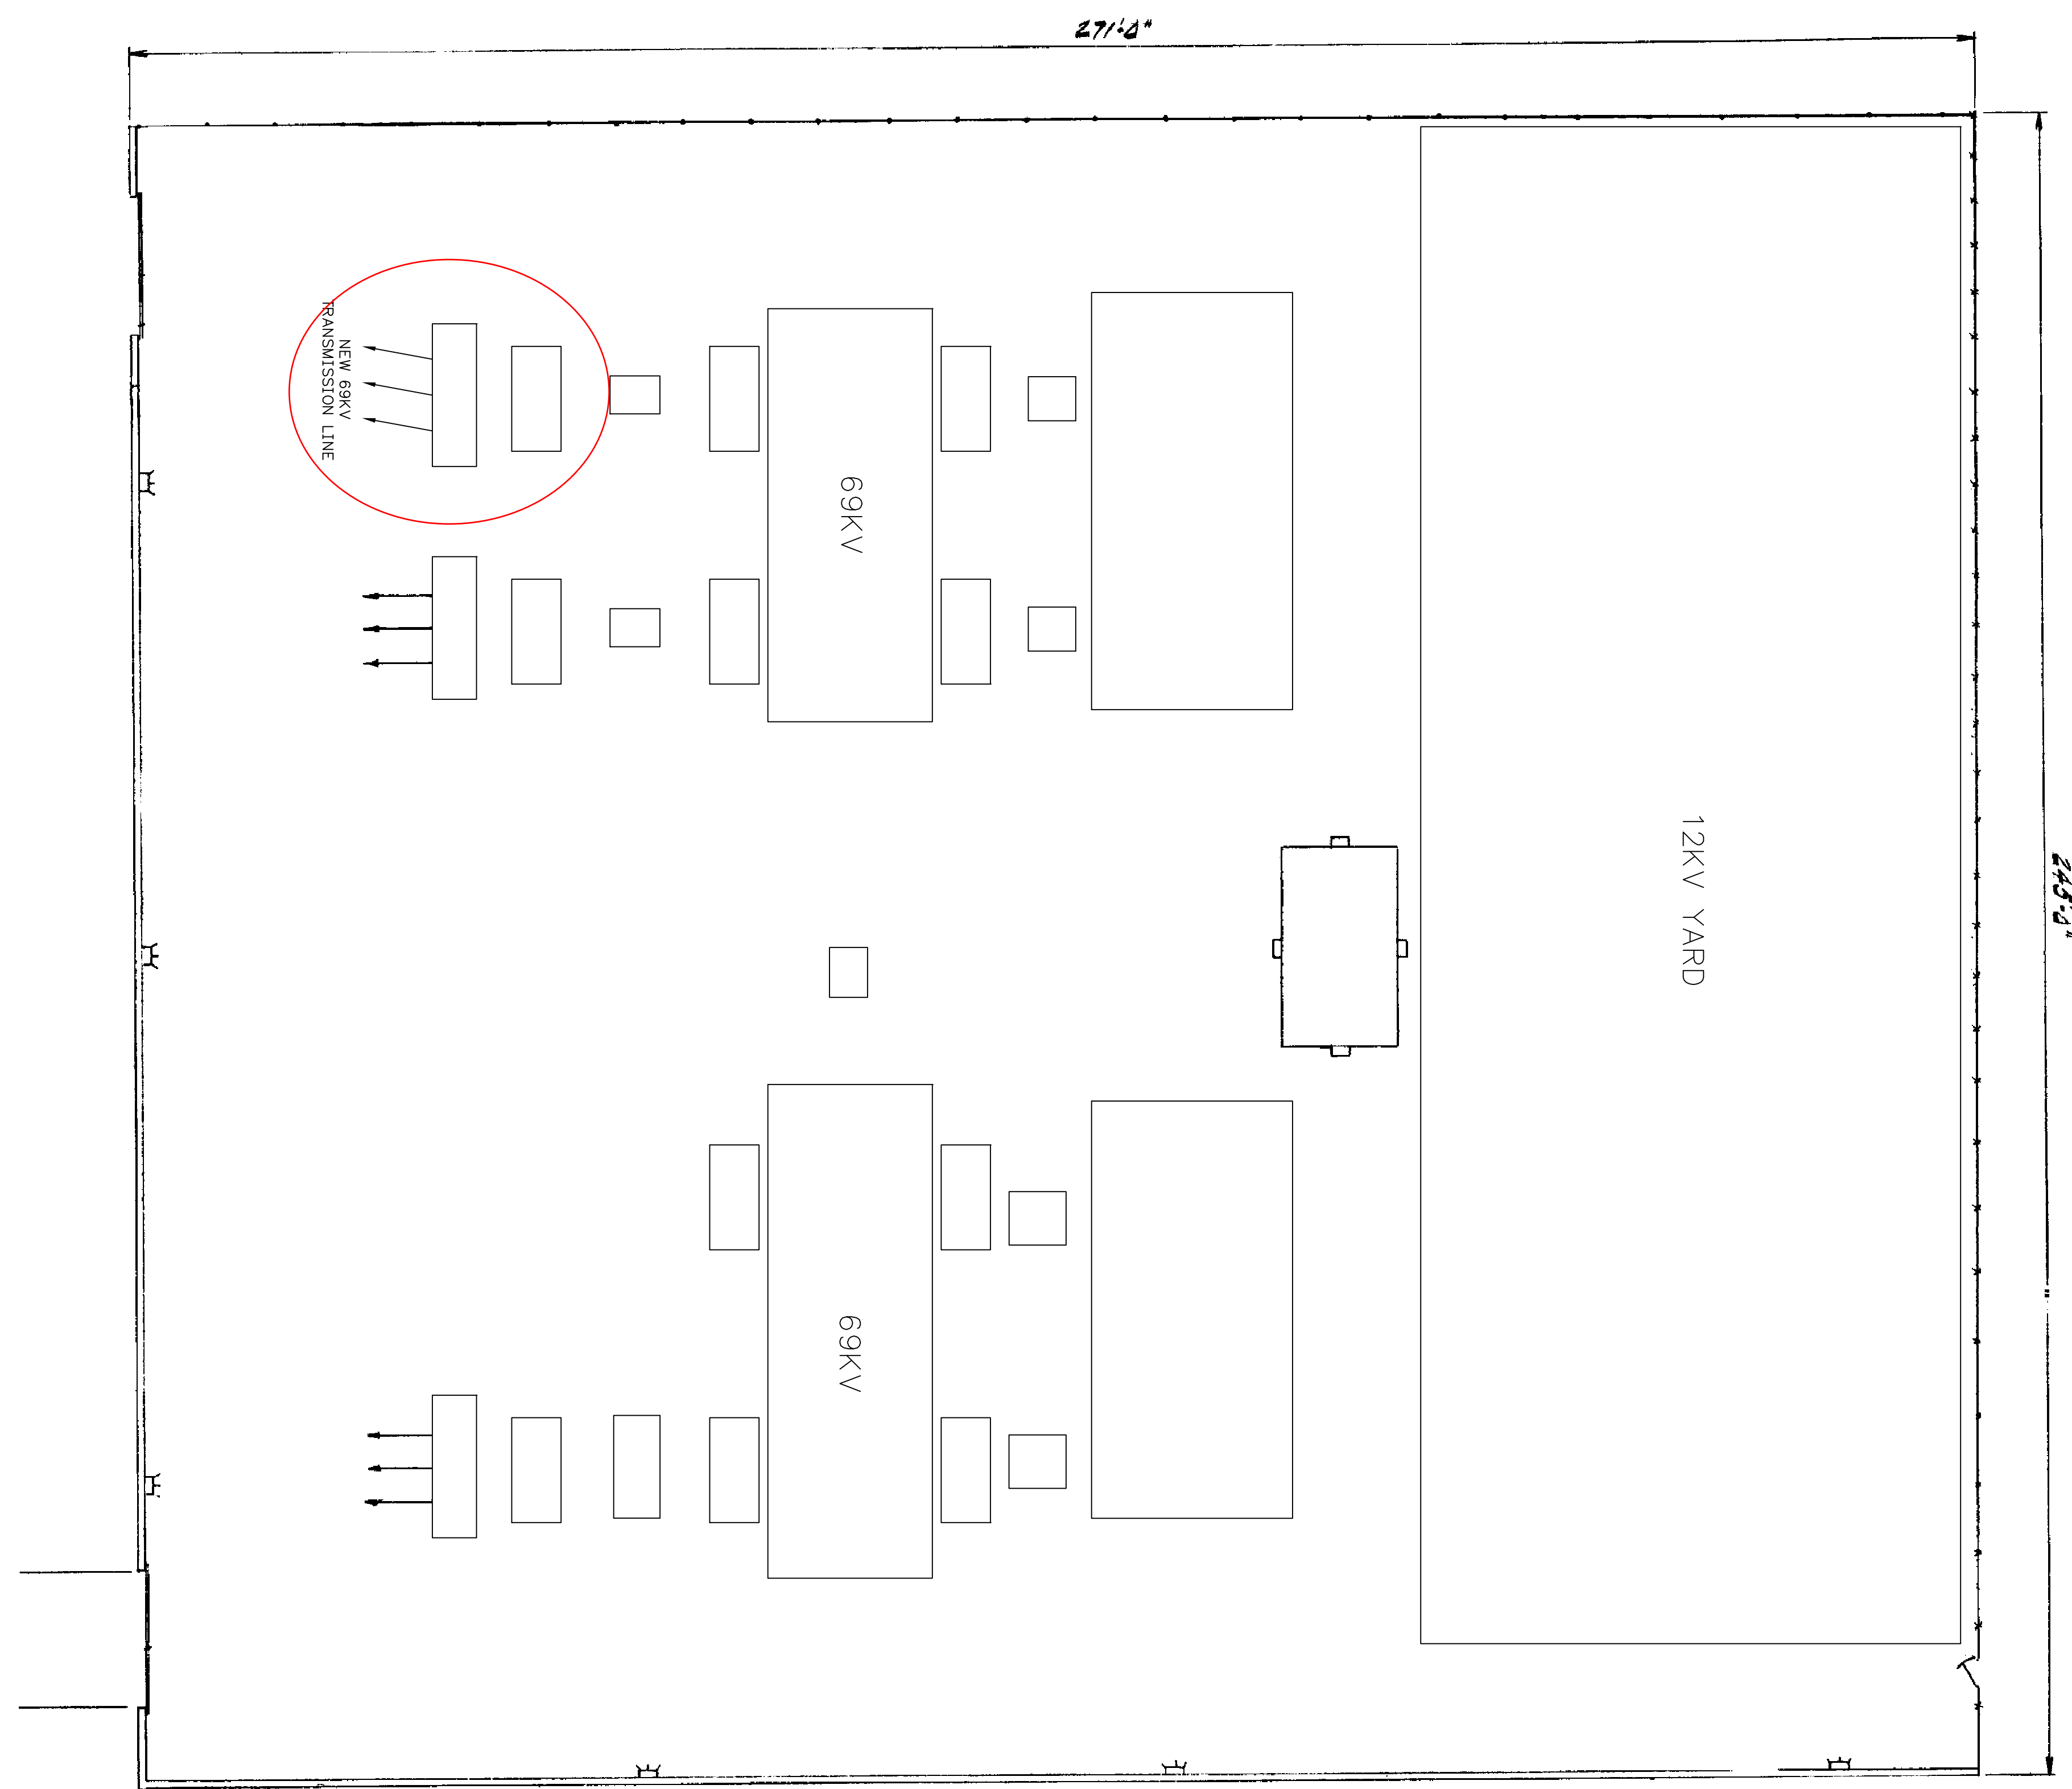 271'-0"
NEW 69KV
TRANSMISSION LINE
69KV
12KV YARD
69KV